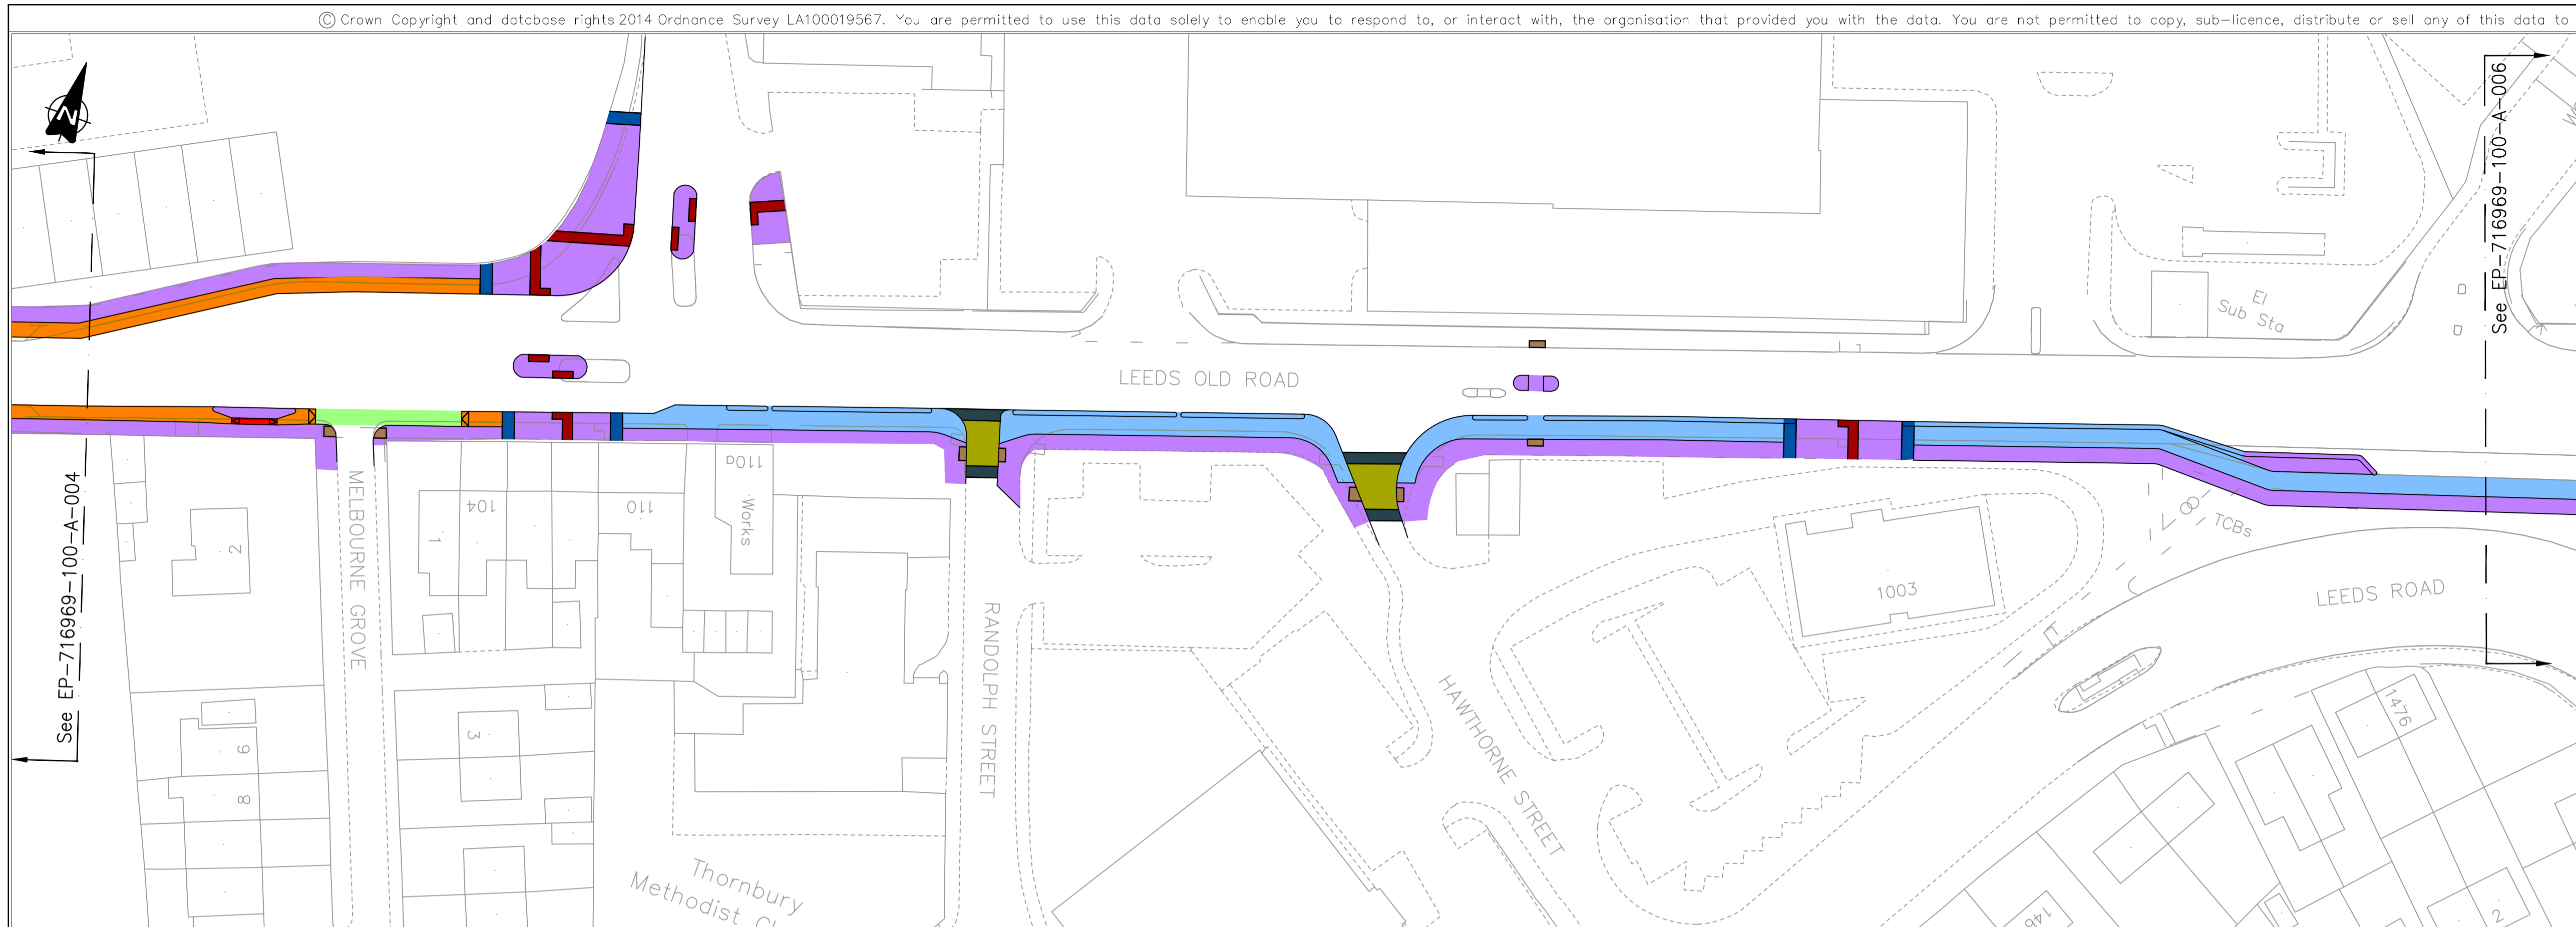 © Crown Copyright and database rights 2014 Ordnance Survey LA100019567. You are permitted to use this data solely to enable you to respond to, or interact with, the organisation that provided you with the data. You are not permitted to copy, sub-licence, distribute or sell any of this data to
N
See EP-716969-100-A-004
See EP-716969-100-A-006
LEEDS OLD ROAD
El
Sub Sta
MELBOURNE GROVE
2
1
104
110
110a
Works
RANDOLPH STREET
HAWTHORNE STREET
1003
TCBs
LEEDS ROAD
1476
3
6
8
Thornbury
Methodist
146
2